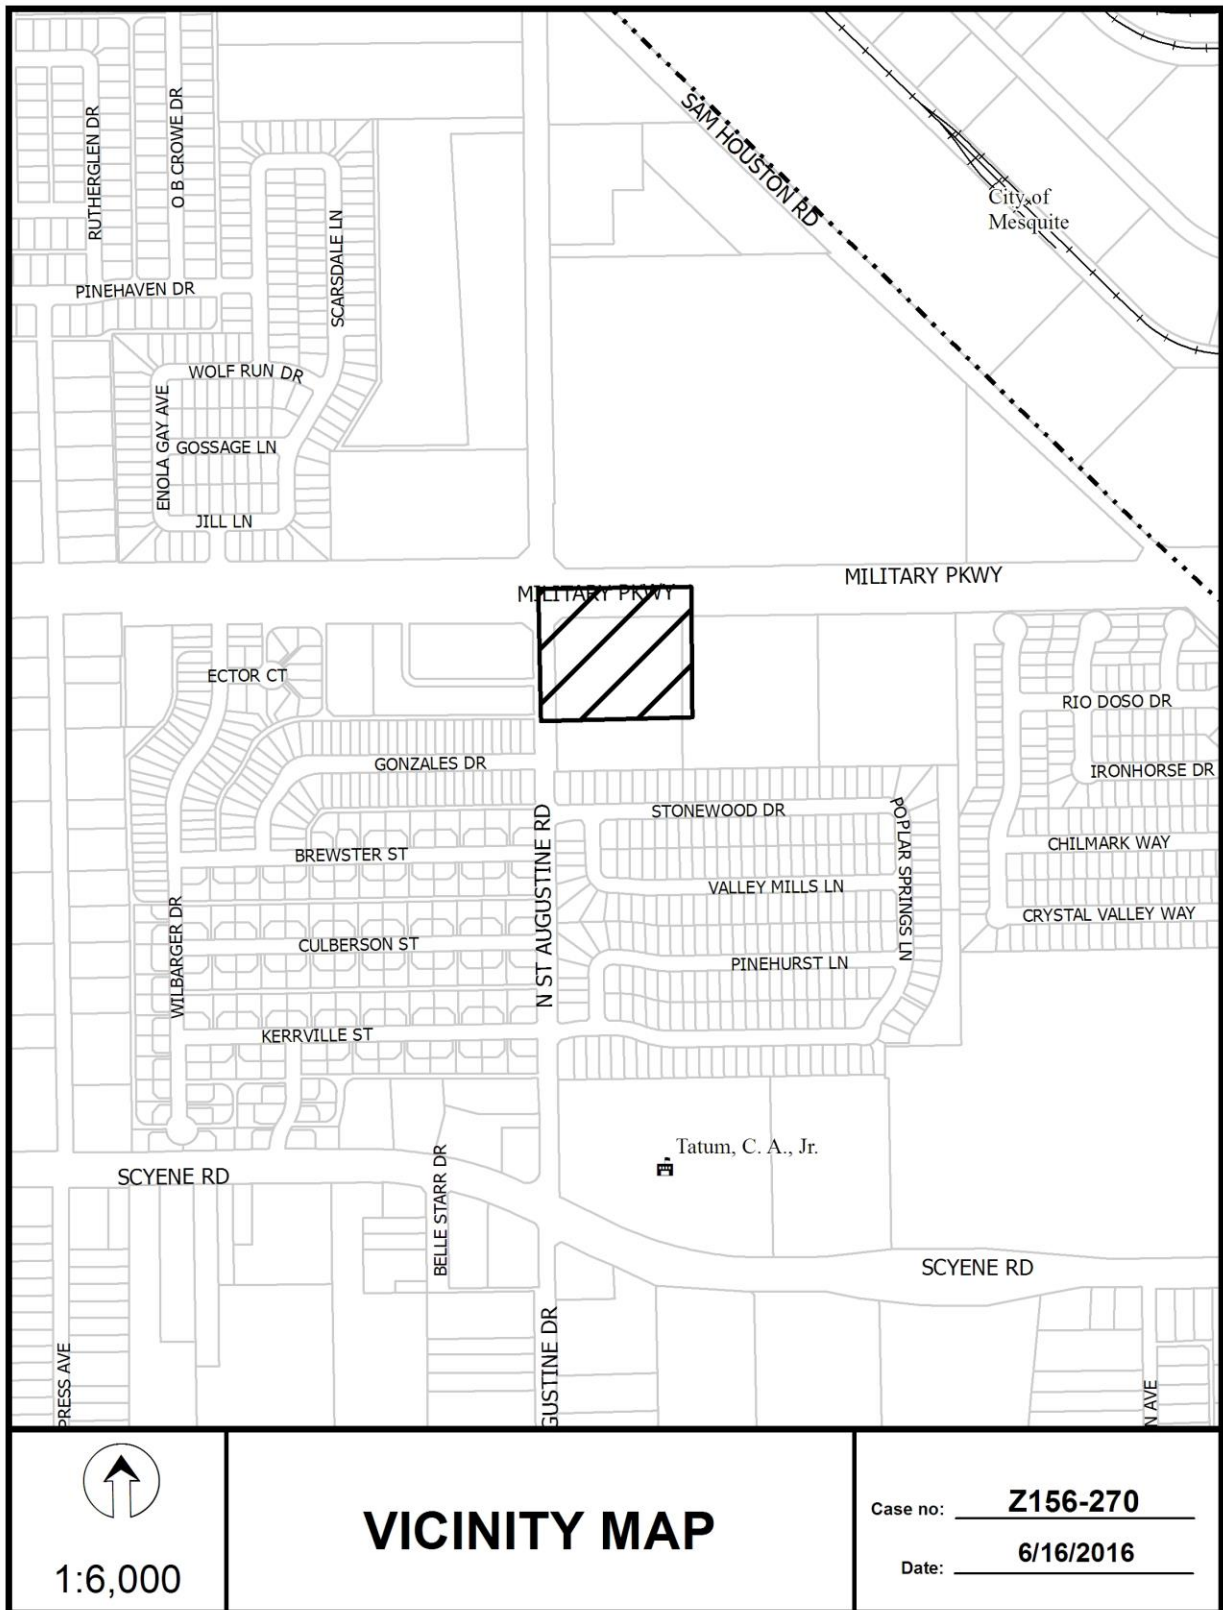 SAM HOUSTON RD
RUTHERGLEN DR
O B CROWE DR
City of
Mesquite
SCARSDALE LN
PINEHAVEN DR
WOLF RUN DR
ENOLA GAY AVE
GOSSAGE LN
JILL LN
MILITARY PKWY
MILITARY PKWY
ECTOR CT
RIO DOSO DR
GONZALES DR
IRONHORSE DR
STONEWOOD DR
POPLAR SPRINGS LN
N ST AUGUSTINE RD
BREWSTER ST
CHILMARK WAY
VALLEY MILLS LN
WILBARGER DR
CRYSTAL VALLEY WAY
CULBERSON ST
PINEHURST LN
KERRVILLE ST
Tatum, C. A., Jr.
SCYENE RD
BELLE STARR DR
SCYENE RD
PRESS AVE
GUSTINE DR
N AVE
1:6,000
VICINITY MAP
Case no: Z156-270
Date: 6/16/2016